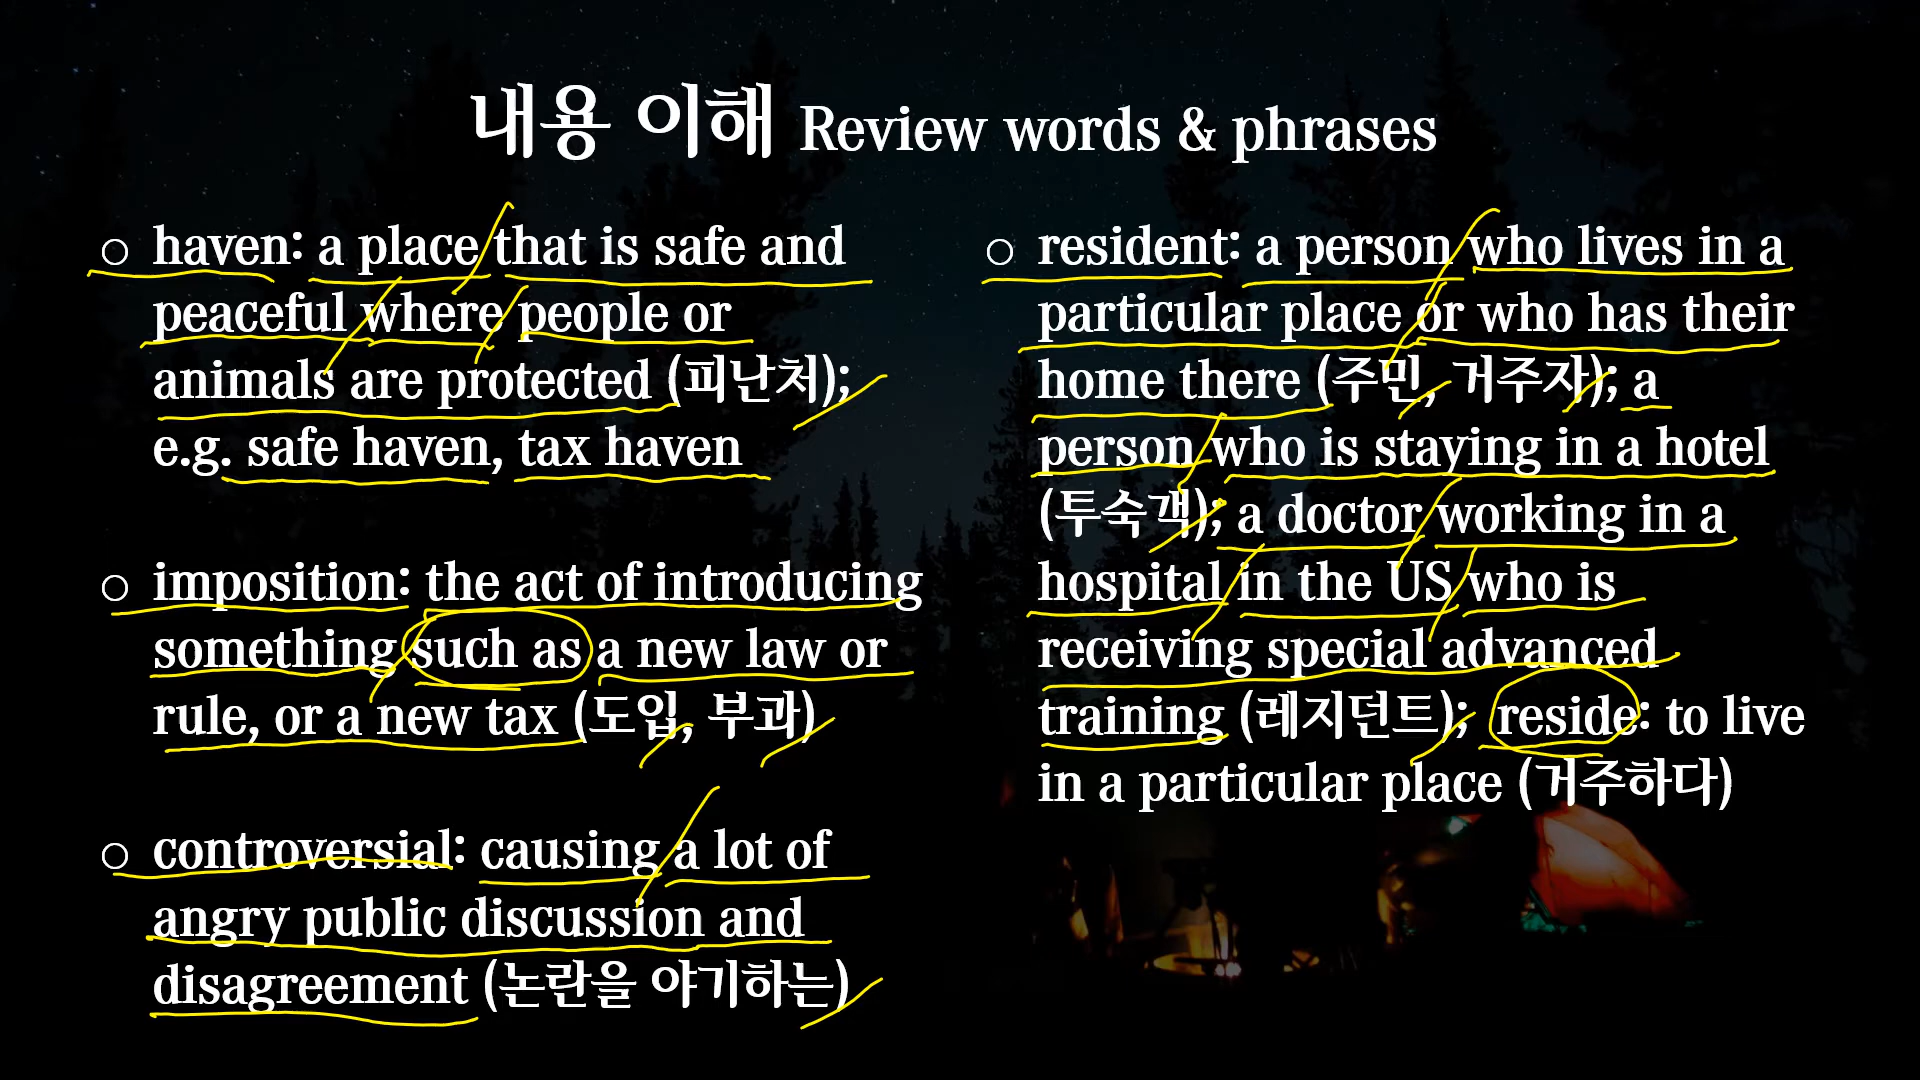 내용 이해 Review words & phrases
○ haven: a place that is safe and
peaceful where people or
animals are protected (피난처);
e.g. safe haven, tax haven
○ imposition: the act of introducing
something such as a new law or
rule, or a new tax (도입, 부과)
○ controversial: causing a lot of
angry public discussion and
disagreement (논란을 야기하는)
○ resident: a person who lives in a
particular place or who has their
home there (주민, 거주자); a
person who is staying in a hotel
(투숙객); a doctor working in a
hospital in the US who is
receiving special advanced
training (레지던트); reside: to live
in a particular place (거주하다)